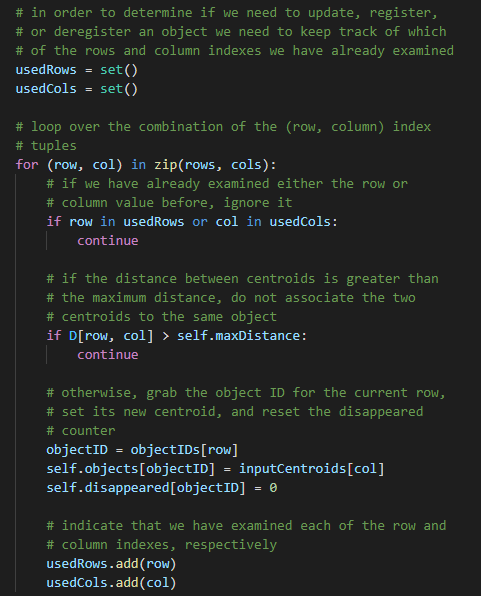 # in order to determine if we need to update, register,
# or deregister an object we need to keep track of which
# of the rows and column indexes we have already examined
usedRows = set()
usedCols = set()

# loop over the combination of the (row, column) index
# tuples
for (row, col) in zip(rows, cols):
    # if we have already examined either the row or
    # column value before, ignore it
    if row in usedRows or col in usedCols:
        continue

    # if the distance between centroids is greater than
    # the maximum distance, do not associate the two
    # centroids to the same object
    if D[row, col] > self.maxDistance:
        continue

    # otherwise, grab the object ID for the current row,
    # set its new centroid, and reset the disappeared
    # counter
    objectID = objectIDs[row]
    self.objects[objectID] = inputCentroids[col]
    self.disappeared[objectID] = 0

    # indicate that we have examined each of the row and
    # column indexes, respectively
    usedRows.add(row)
    usedCols.add(col)